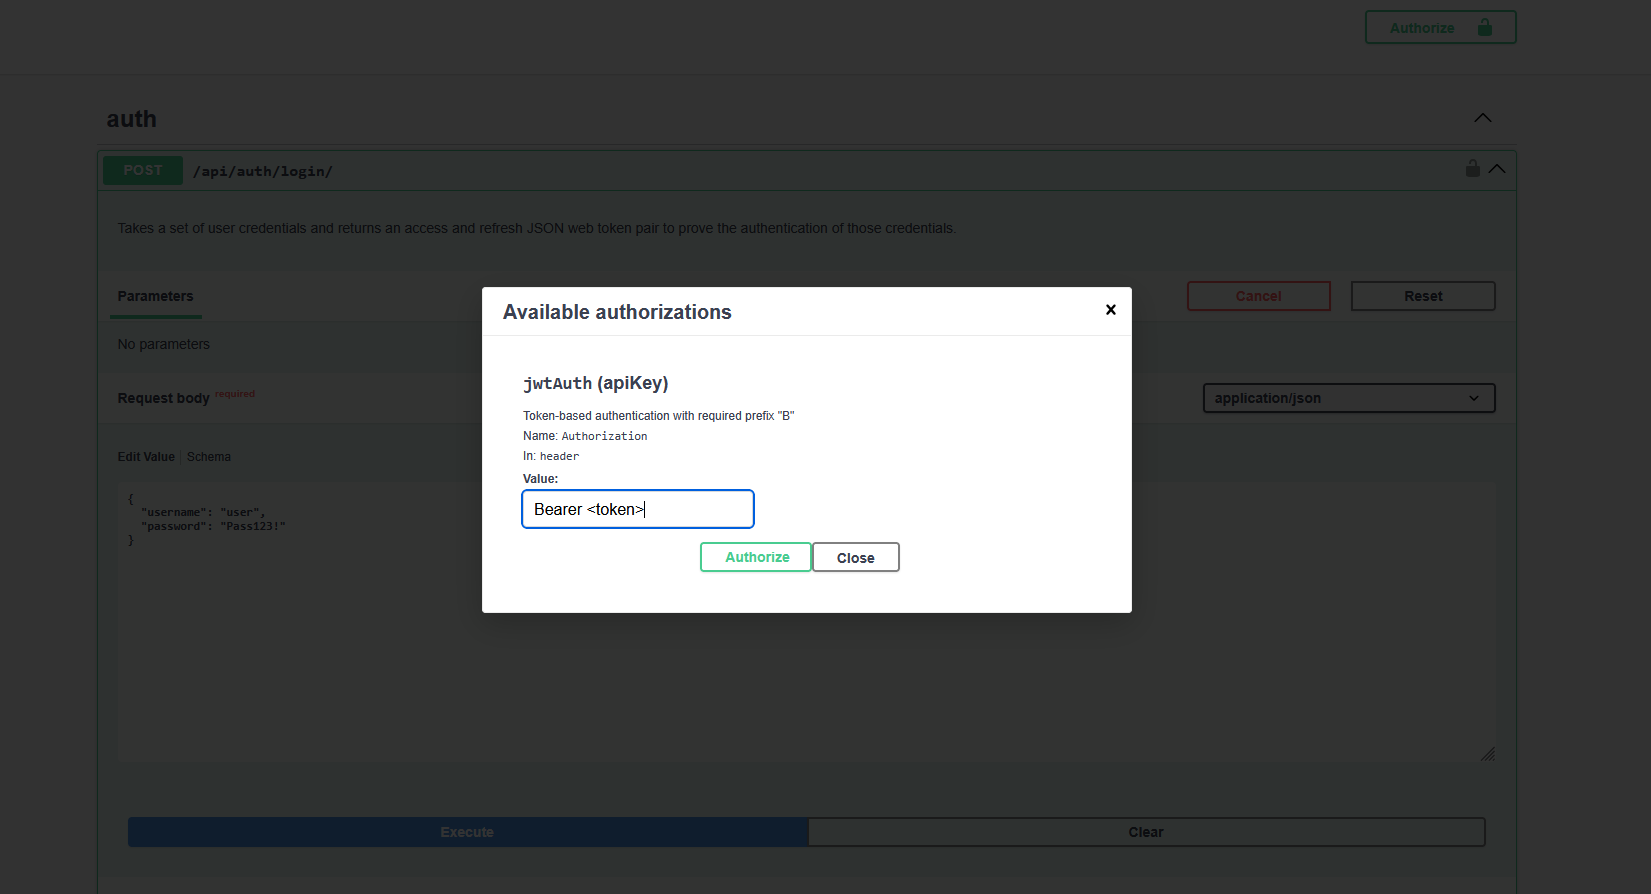 Authorize
auth
POST /api/auth/login/
Takes a set of user credentials and returns an access and refresh JSON web token pair to prove the authentication of those credentials.
Parameters
Cancel
Reset
No parameters
Request body required
application/json
Edit Value | Schema
{
"username": "user",
"password": "Pass123!"
}
Available authorizations
×
jwtAuth (apiKey)
Token-based authentication with required prefix "B"
Name: Authorization
In: header
Value:
Bearer <token>
Authorize
Close
Execute
Clear